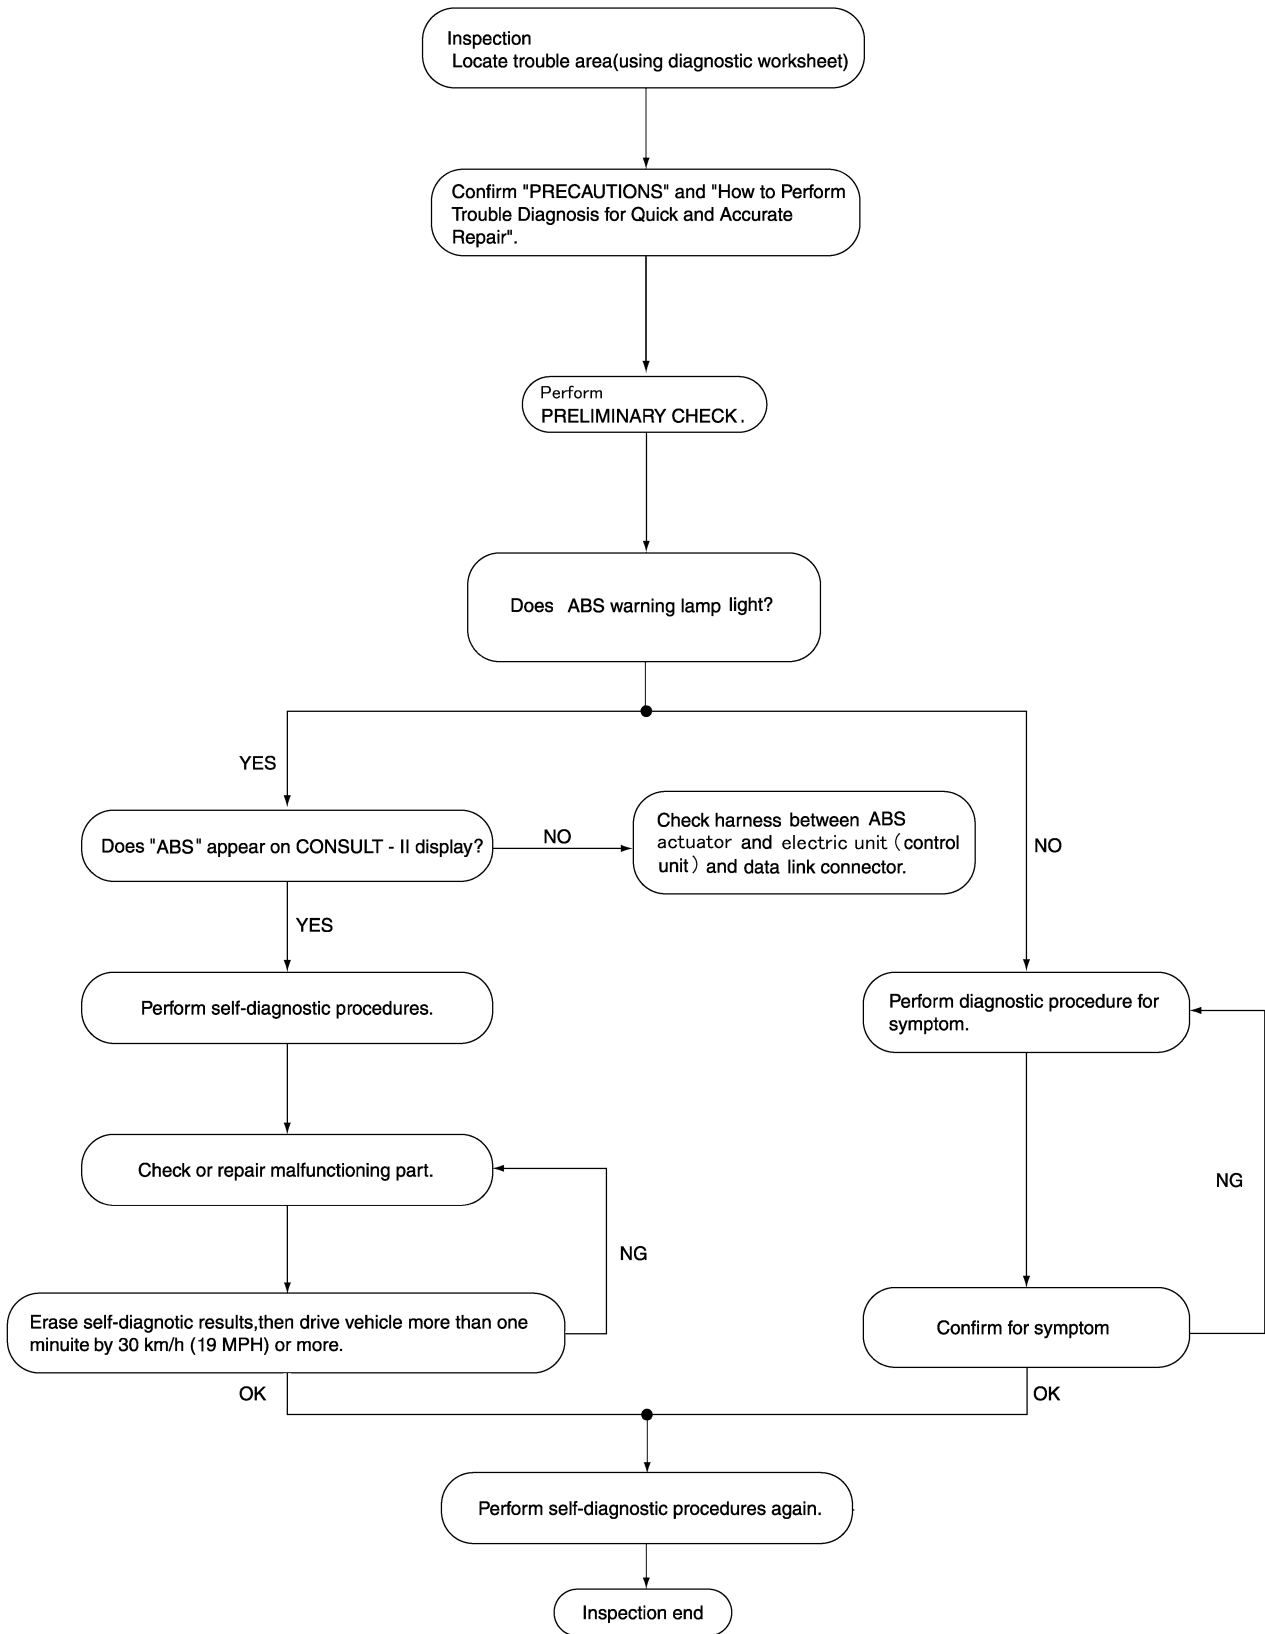 Inspection
Locate trouble area(using diagnostic worksheet)
Confirm "PRECAUTIONS" and "How to Perform
Trouble Diagnosis for Quick and Accurate
Repair".
Perform
PRELIMINARY CHECK.
Does ABS warning lamp light?
YES
Does "ABS" appear on CONSULT - II display?
NO
Check harness between ABS
actuator and electric unit (control
unit) and data link connector.
NO
YES
Perform self-diagnostic procedures.
Perform diagnostic procedure for
symptom.
Check or repair malfunctioning part.
NG
NG
Erase self-diagnotic results,then drive vehicle more than one
minuite by 30 km/h (19 MPH) or more.
Confirm for symptom
OK
OK
Perform self-diagnostic procedures again.
Inspection end